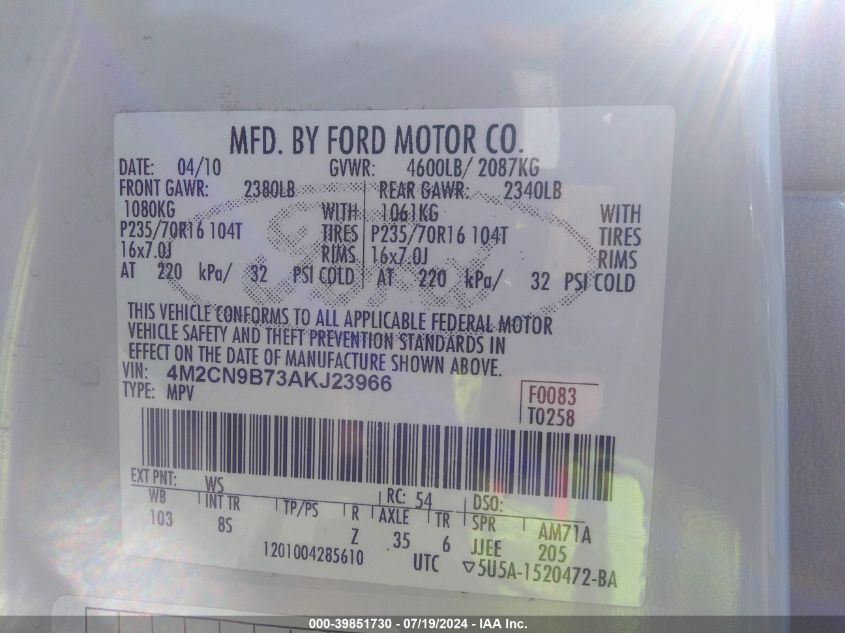 MFD. BY FORD MOTOR CO.
DATE: 04/10 GVWR: 4600LB/ 2087KG
FRONT GAWR: 2380LB REAR GAWR: 2340LB
1080KG WITH 1061KG WITH
P235/70R16 104T TIRES P235/70R16 104T TIRES
16x7.0J RIMS 16x7.0J RIMS
AT 220 kPa/ 32 PSI COLD AT 220 kPa/ 32 PSI COLD
THIS VEHICLE CONFORMS TO ALL APPLICABLE FEDERAL MOTOR
VEHICLE SAFETY AND THEFT PREVENTION STANDARDS IN
EFFECT ON THE DATE OF MANUFACTURE SHOWN ABOVE.
VIN: 4M2CN9B73AKJ23966
TYPE: MPV
F0083
T0258
EXT PNT: WS RC: 54 DSO:
WB INT TR TP/PS R AXLE TR SPR AM71A
103 8S Z 35 6 JJEE 205
1201004285610 UTC ▽5U5A-1520472-BA
Ford
000-39851730 - 07/19/2024 - IAA Inc.